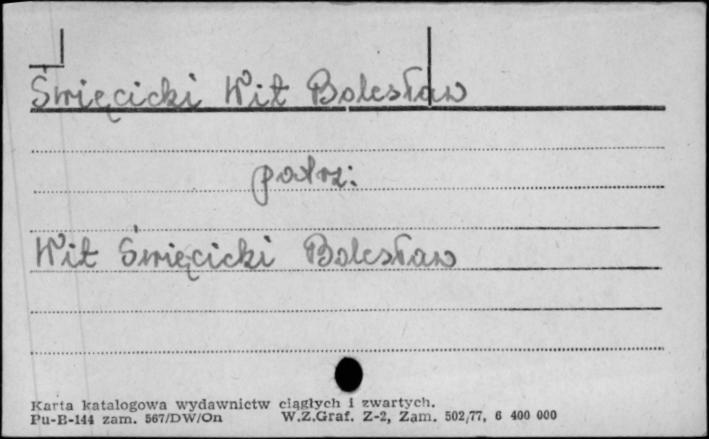 Święcicki Wit Bolesław
patrz:
Wit Święcicki Bolesław
Karta katalogowa wydawnictw ciągłych i zwartych.
Pu-B-144 zam. 567/DW/On W.Z.Graf. Z-2, Zam. 502/77, 6 400 000